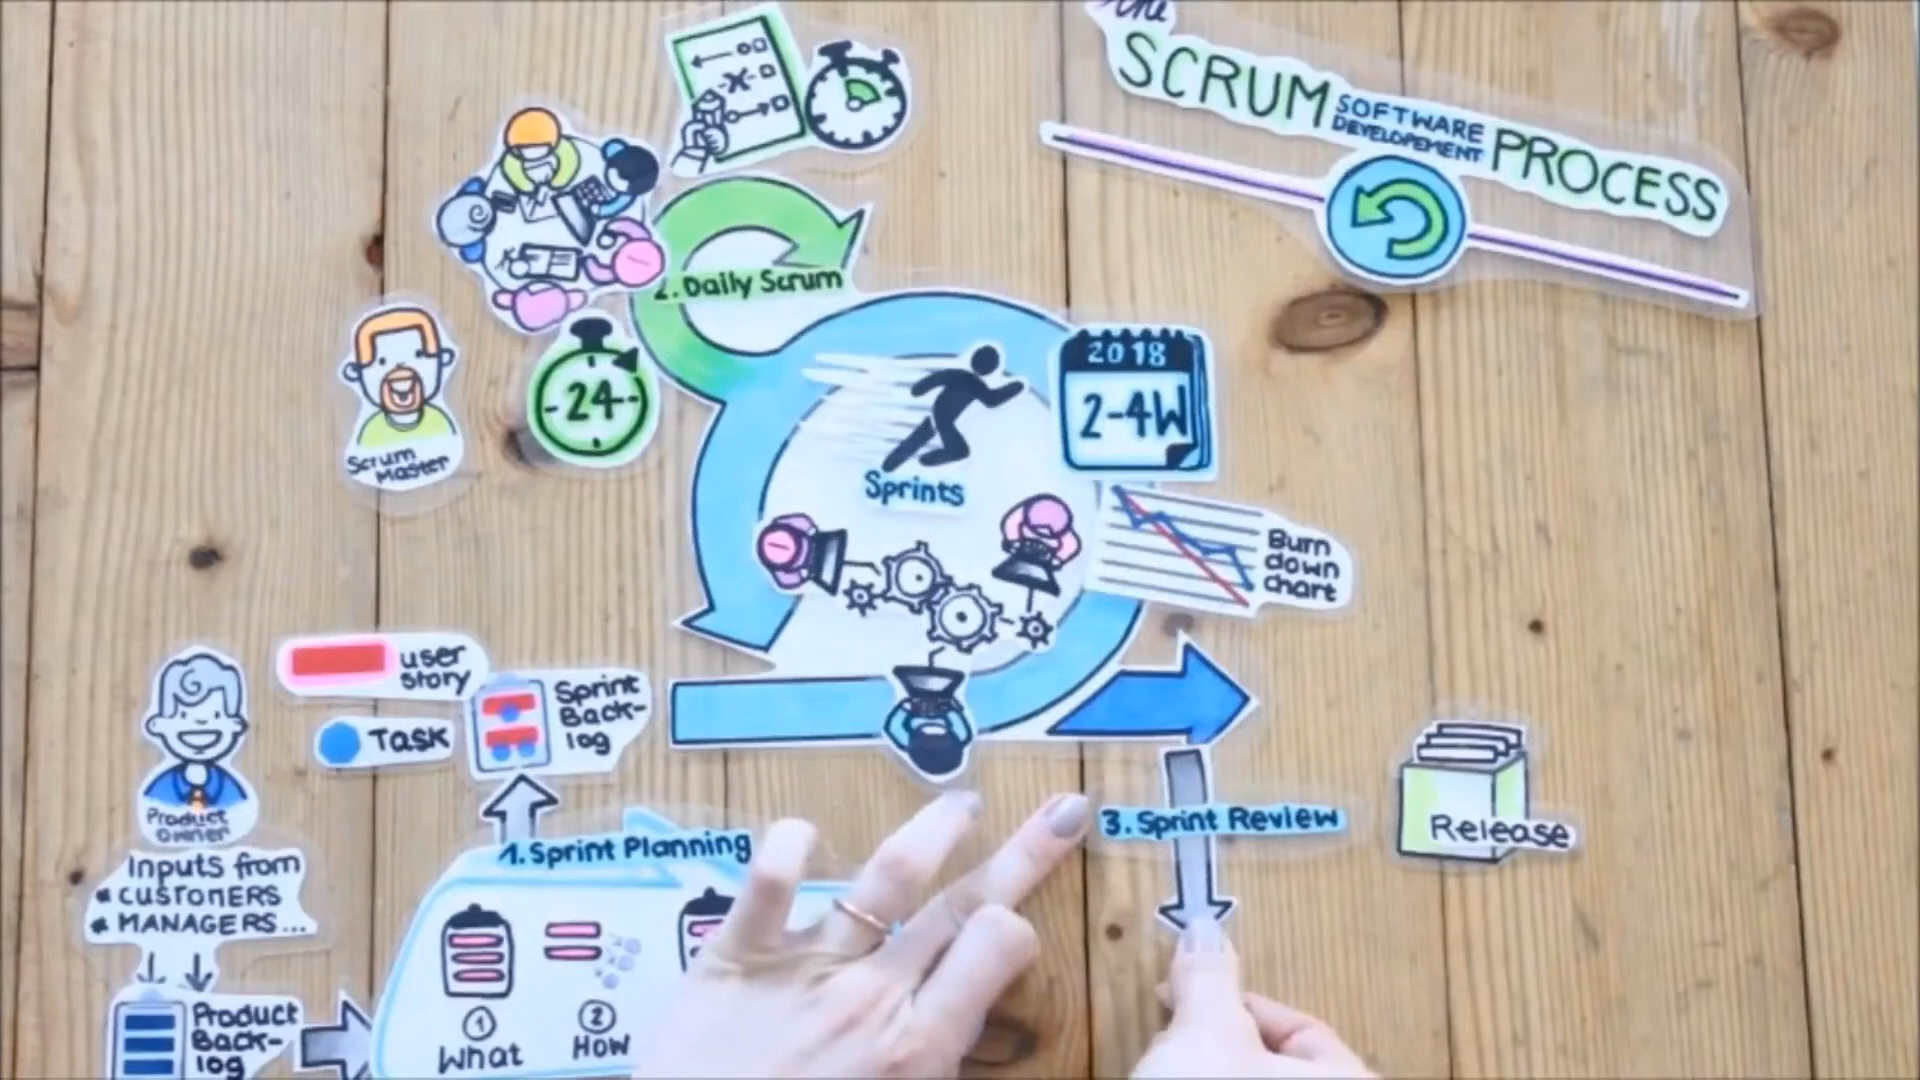 the
SCRUM
SOFTWARE
DEVELOPEMENT
PROCESS
2. Daily Scrum
24
Scrum
Master
2018
2-4W
Sprints
Burn
down
chart
user
story
Task
Sprint
Back-
log
Product
Owner
Inputs from
CUSTOMERS
MANAGERS...
Product
Back-
log
1. Sprint Planning
1
What
2
How
3. Sprint Review
Release